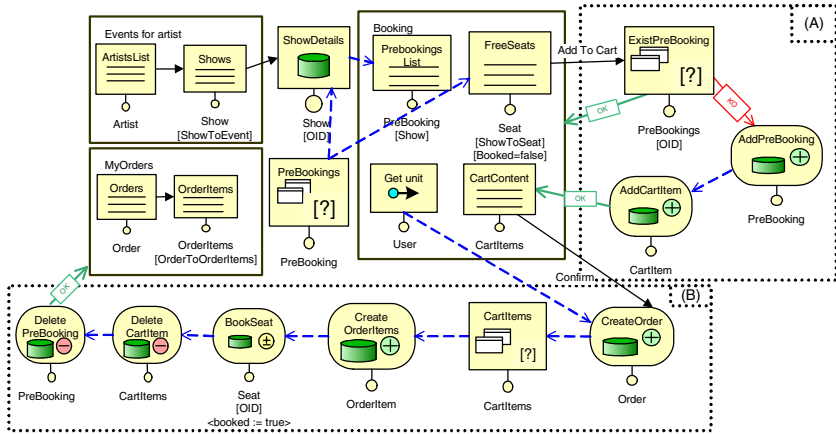 Events for artist
ArtistsList
Artist
Shows
Show
[ShowToEvent]
ShowDetails
Show
[OID]
Booking
Prebookings
List
PreBooking
[Show]
FreeSeats
Seat
[ShowToSeat]
[Booked=false]
Add To Cart
(A)
ExistPreBooking
[?]
PreBookings
[OID]
OK
KO
AddPreBooking
PreBooking
AddCartItem
CartItem
OK
MyOrders
Orders
Order
OrderItems
OrderItems
[OrderToOrderItems]
PreBookings
[?]
PreBooking
Get unit
User
CartContent
CartItems
Confirm
(B)
OK
Delete
PreBooking
PreBooking
Delete
CartItem
CartItems
BookSeat
Seat
[OID]
<booked := true>
Create
OrderItems
OrderItem
CartItems
[?]
CartItems
CreateOrder
Order